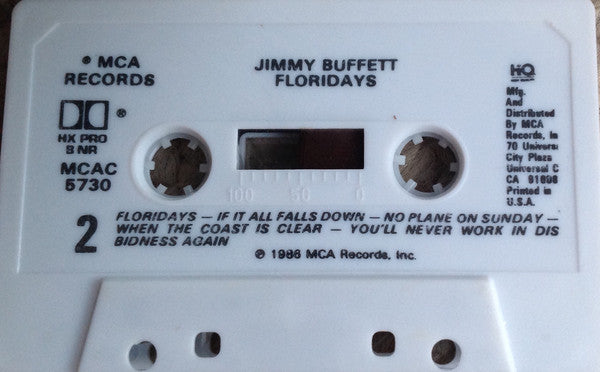 ® MCA
RECORDS
JIMMY BUFFETT
FLORIDAYS
HQ
HX PRO
B NR
®
MCAC
5730
Mfg.
And
Distributed
By MCA
Records, In
70 Univers
City Plaza
Universal C
CA 91608
Printed in
U.S.A.
100 50 0
2
FLORIDAYS — IF IT ALL FALLS DOWN — NO PLANE ON SUNDAY —
WHEN THE COAST IS CLEAR — YOU'LL NEVER WORK IN DIS
BIDNESS AGAIN
℗ 1986 MCA Records, Inc.